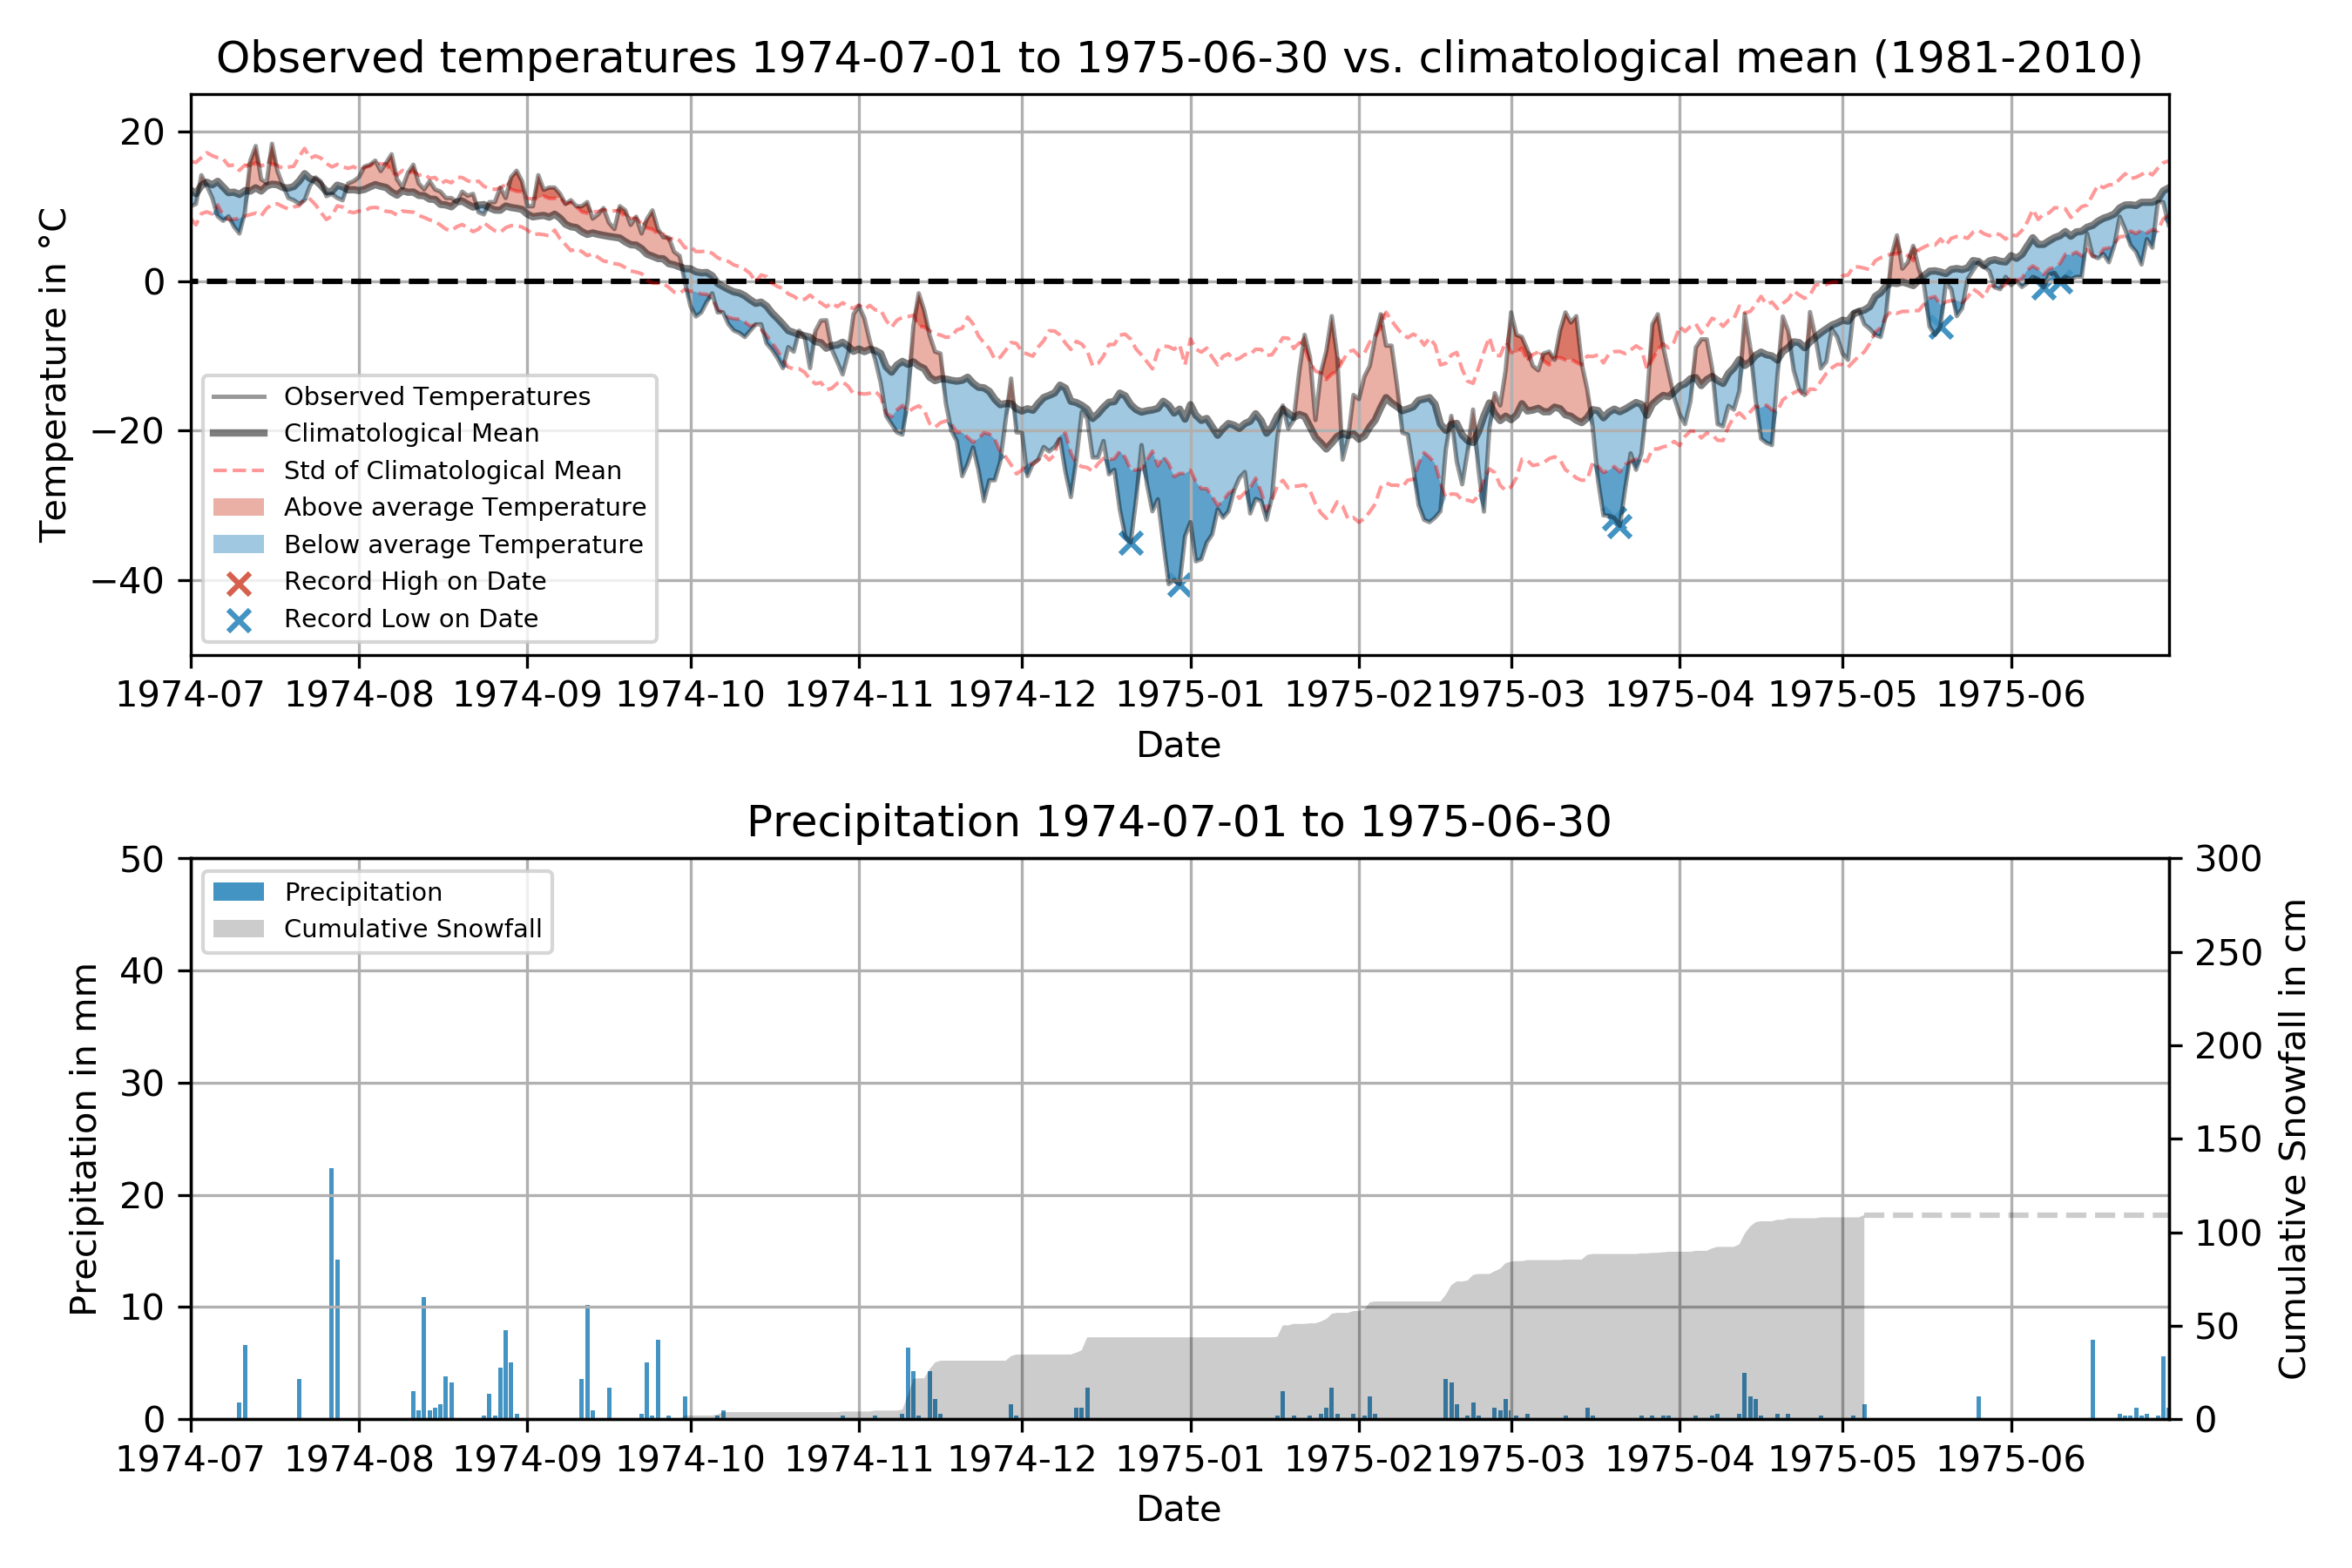 Observed temperatures 1974-07-01 to 1975-06-30 vs. climatological mean (1981-2010)
20
0
−20
−40
Temperature in °C
Observed Temperatures
Climatological Mean
Std of Climatological Mean
Above average Temperature
Below average Temperature
Record High on Date
Record Low on Date
1974-07 1974-08 1974-09 1974-10 1974-11 1974-12 1975-01 1975-02 1975-03 1975-04 1975-05 1975-06
Date
Precipitation 1974-07-01 to 1975-06-30
50
40
30
20
10
0
Precipitation in mm
Precipitation
Cumulative Snowfall
300
250
200
150
100
50
0
Cumulative Snowfall in cm
1974-07 1974-08 1974-09 1974-10 1974-11 1974-12 1975-01 1975-02 1975-03 1975-04 1975-05 1975-06
Date